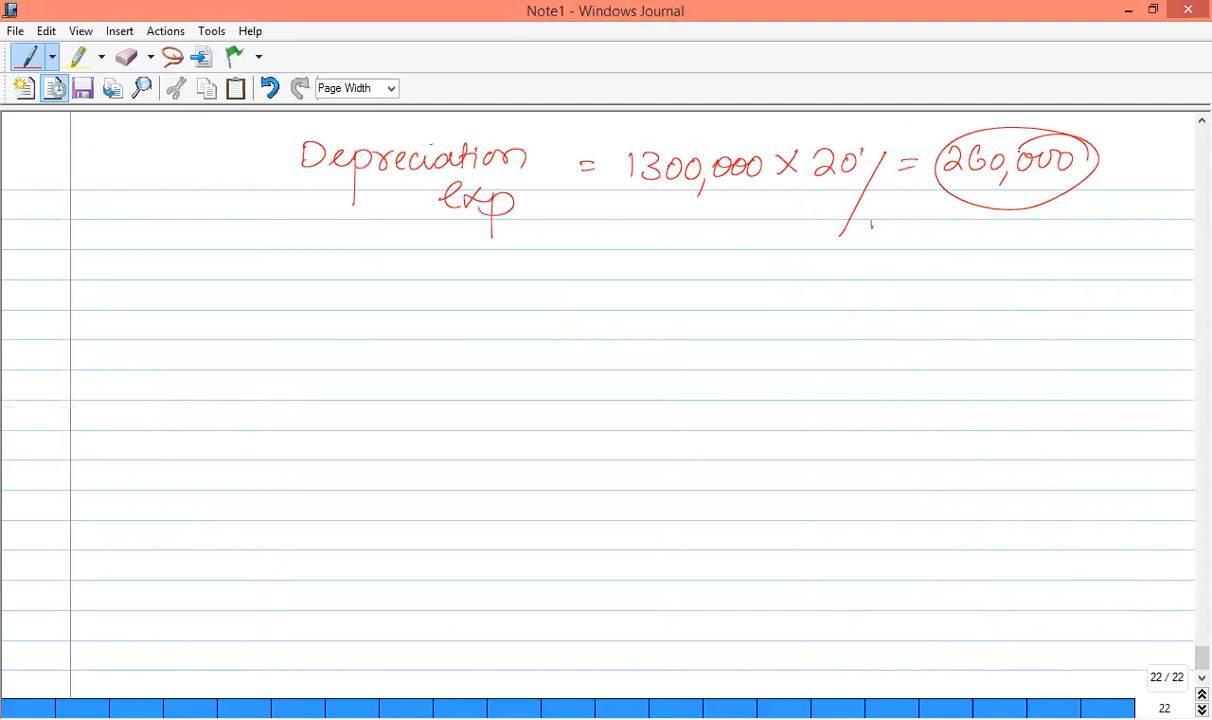 Note1 - Windows Journal
File Edit View Insert Actions Tools Help
Page Width
Depreciation = 1300,000 × 20% = 260,000
exp
22 / 22
22